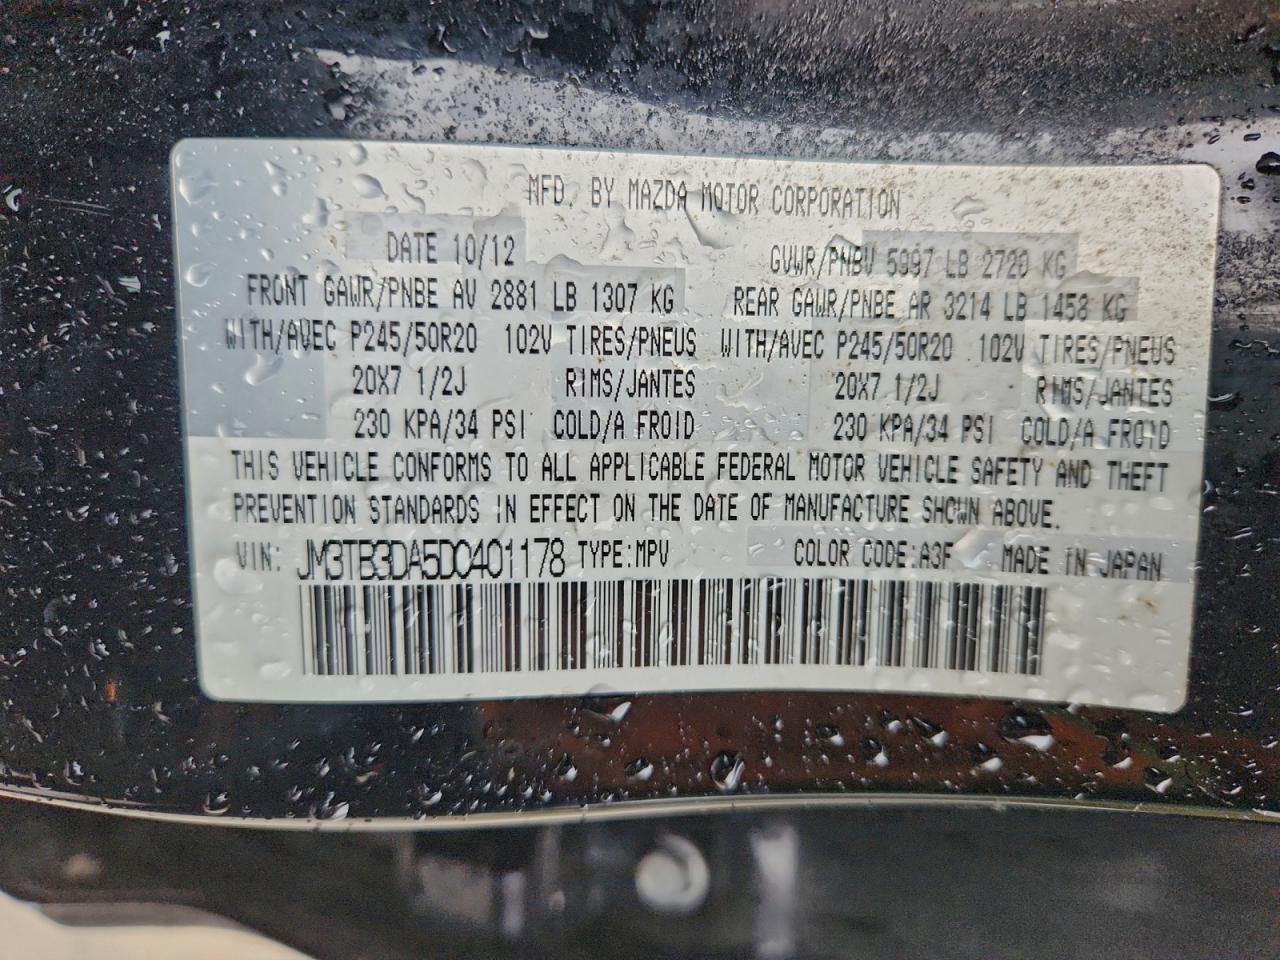 MFD. BY MAZDA MOTOR CORPORATION
DATE 10/12 GVWR/PNBV 5997 LB 2720 KG
FRONT GAWR/PNBE AV 2881 LB 1307 KG REAR GAWR/PNBE AR 3214 LB 1458 KG
WITH/AVEC P245/50R20 102V TIRES/PNEUS WITH/AVEC P245/50R20 102V TIRES/PNEUS
20X7 1/2J RIMS/JANTES 20X7 1/2J RIMS/JANTES
230 KPA/34 PSI COLD/A FROID 230 KPA/34 PSI COLD/A FROID
THIS VEHICLE CONFORMS TO ALL APPLICABLE FEDERAL MOTOR VEHICLE SAFETY AND THEFT
PREVENTION STANDARDS IN EFFECT ON THE DATE OF MANUFACTURE SHOWN ABOVE.
VIN: JM3TB3DA5D0401178 TYPE:MPV COLOR CODE:A3F MADE IN JAPAN